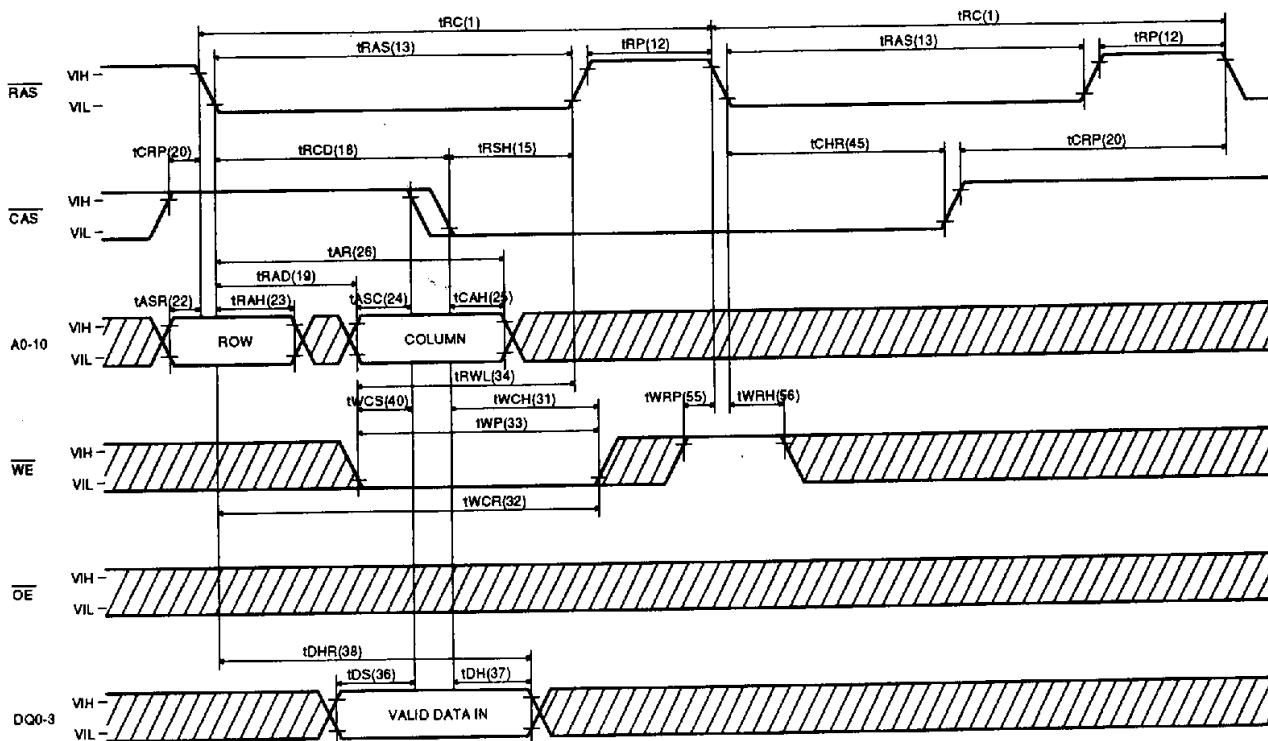 tRC(1) tRC(1)
tRAS(13) tRP(12) tRAS(13) tRP(12)
RAS VIH VIL
tCRP(20) tRCD(18) tRSH(15) tCHR(45) tCRP(20)
CAS VIH VIL
tAR(26)
tRAD(19)
tASR(22) tRAH(23) tASC(24) tCAH(25)
A0-10 VIH VIL ROW COLUMN
tRWL(34)
tWCS(40) tWCH(31) tWRP(55) tWRH(56)
tWP(33)
WE VIH VIL
tWCR(32)
OE VIH VIL
tDHR(38)
tDS(36) tDH(37)
DQ0-3 VIH VIL VALID DATA IN